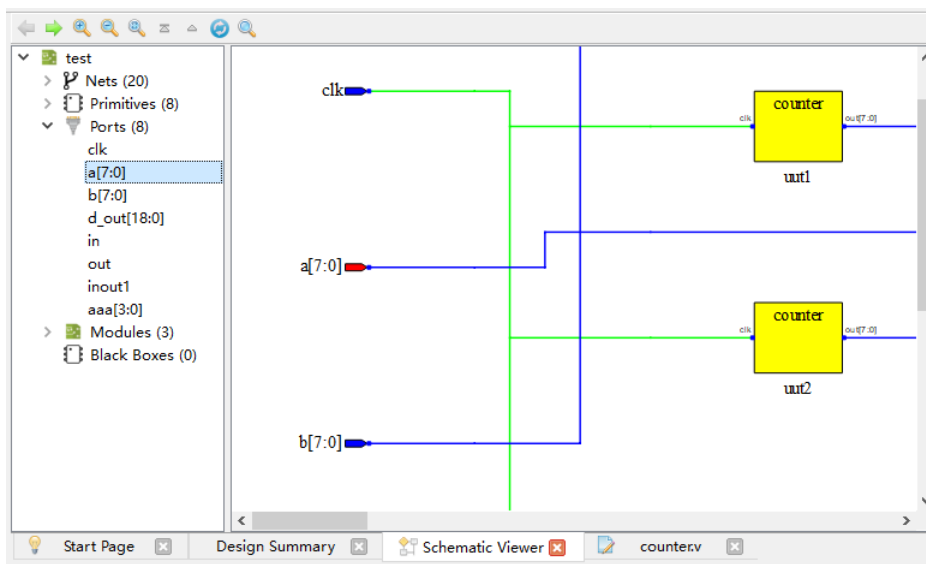 test
Nets (20)
Primitives (8)
Ports (8)
clk
a[7:0]
b[7:0]
d_out[18:0]
in
out
inout1
aaa[3:0]
Modules (3)
Black Boxes (0)
clk
counter
clk
out[7:0]
uut1
a[7:0]
counter
clk
out[7:0]
uut2
b[7:0]
Start Page
Design Summary
Schematic Viewer
counter.v